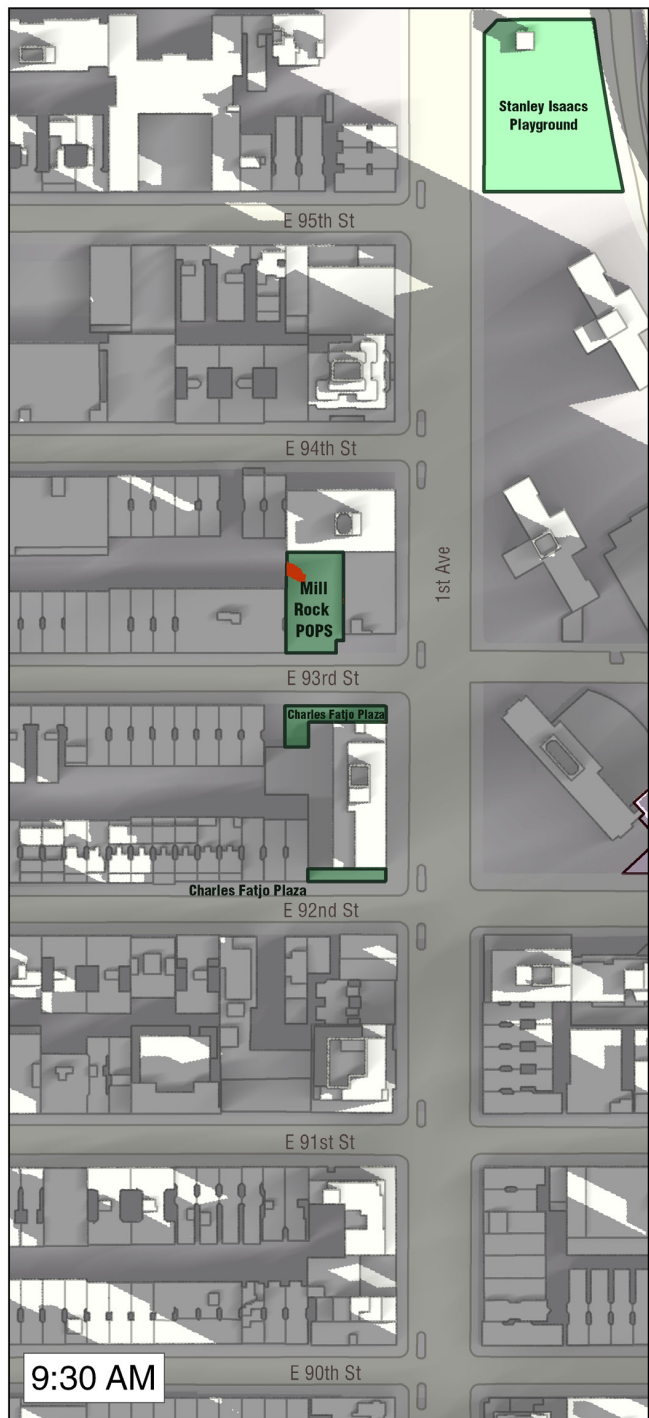 Stanley Isaacs
Playground
E 95th St
E 94th St
1st Ave
Mill
Rock
POPS
E 93rd St
Charles Fatjo Plaza
Charles Fatjo Plaza
E 92nd St
E 91st St
E 90th St
9:30 AM